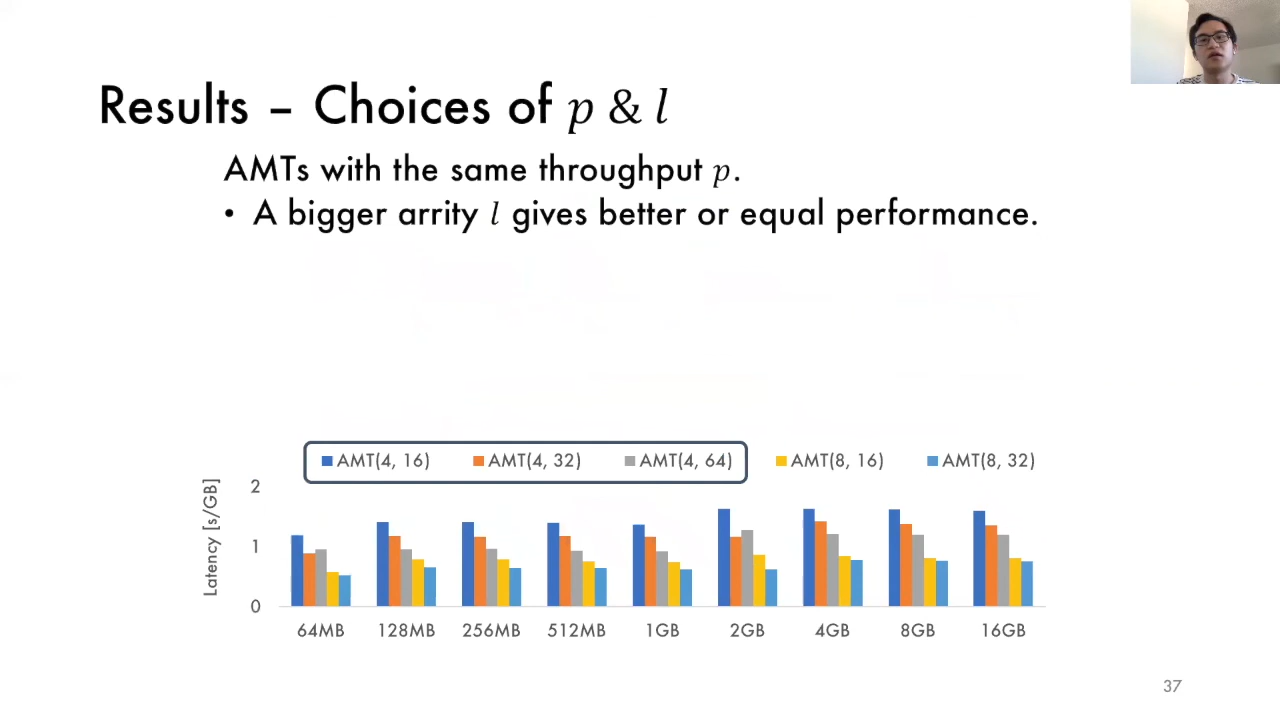 Results – Choices of p & l
AMTs with the same throughput p.
• A bigger arrity l gives better or equal performance.
AMT(4, 16) AMT(4, 32) AMT(4, 64) AMT(8, 16) AMT(8, 32)
Latency [s/GB]
2
1
0
64MB 128MB 256MB 512MB 1GB 2GB 4GB 8GB 16GB
37